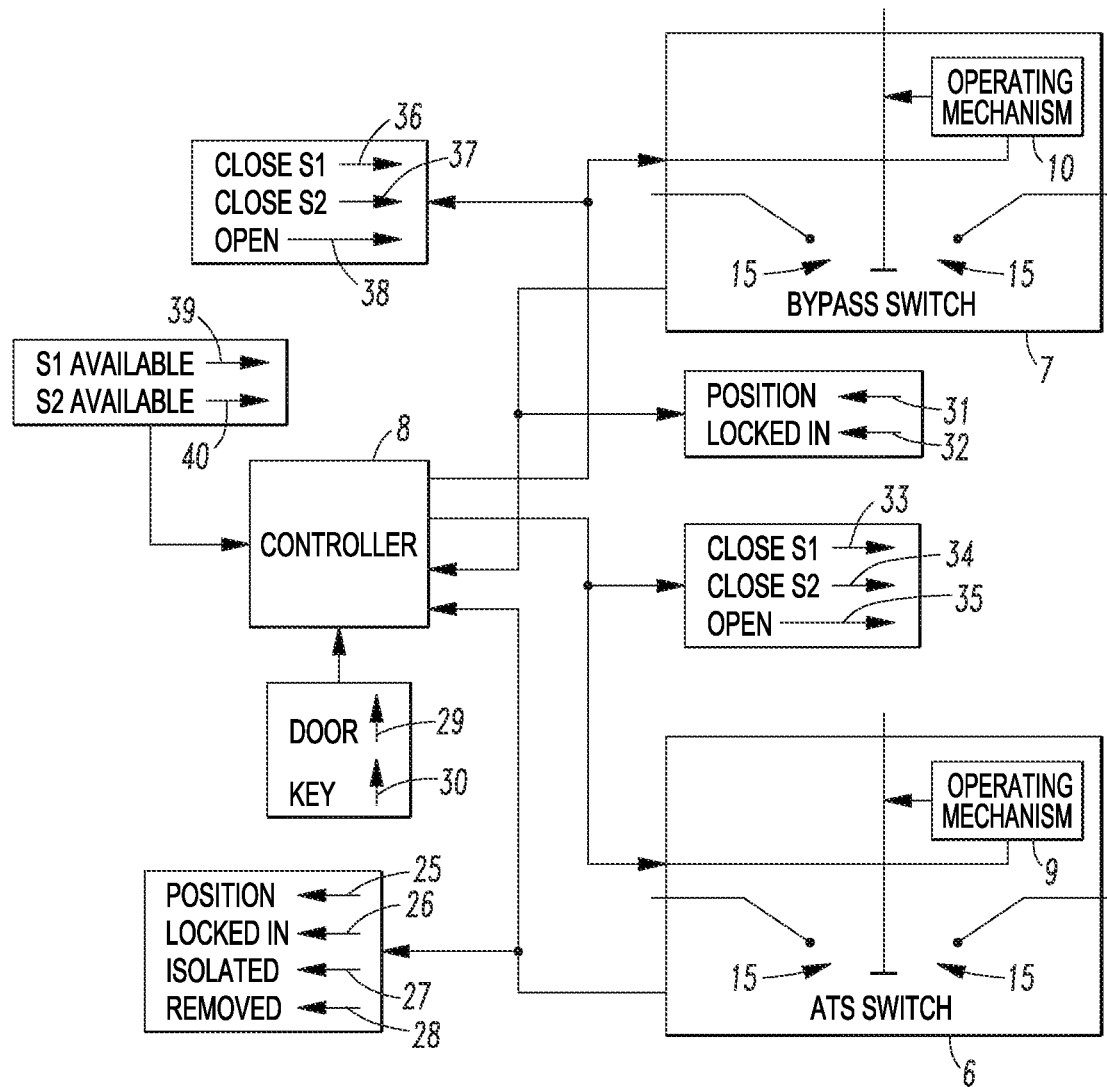 OPERATING
MECHANISM
10
36
CLOSE S1
37
CLOSE S2
OPEN
38
15
15
BYPASS SWITCH
7
39
S1 AVAILABLE
S2 AVAILABLE
40
POSITION
31
LOCKED IN
32
8
CONTROLLER
33
CLOSE S1
34
CLOSE S2
35
OPEN
DOOR
29
KEY
30
OPERATING
MECHANISM
9
25
POSITION
26
LOCKED IN
ISOLATED
27
REMOVED
28
15
15
ATS SWITCH
6